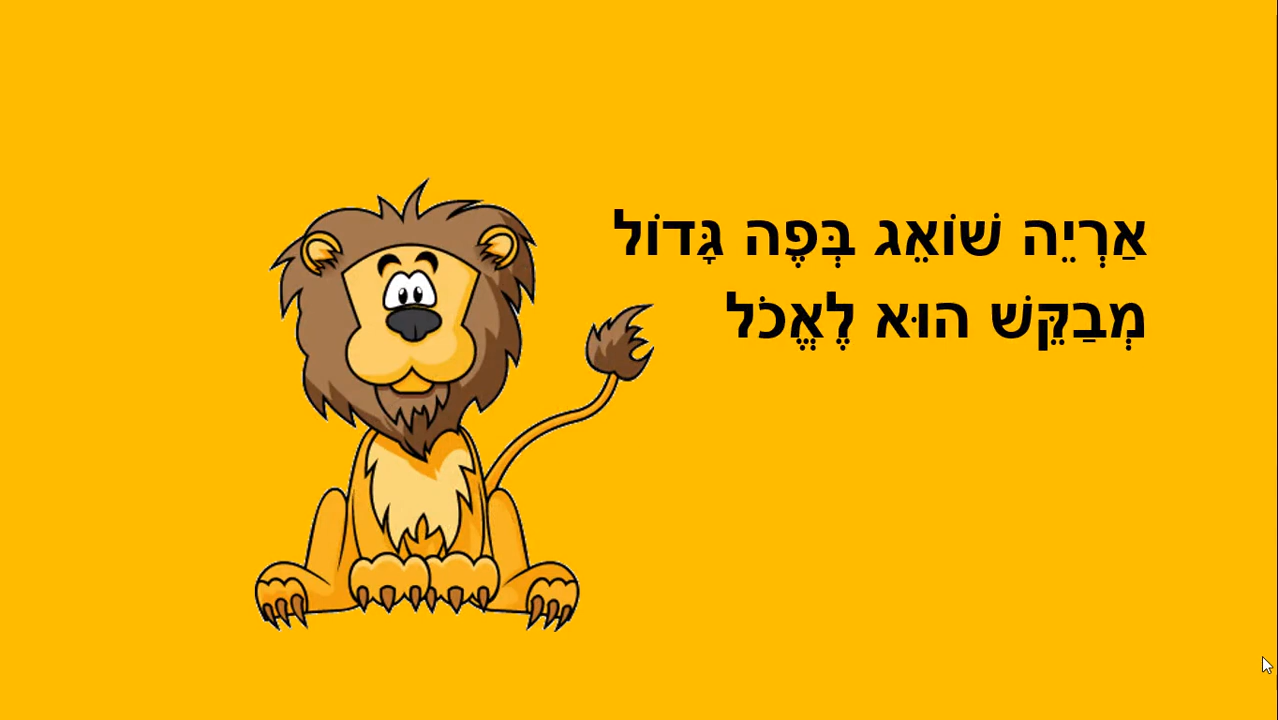 אַרְיֵה שׁוֹאֵג בְּפֶה גָּדוֹל
מְבַקֵּשׁ הוּא לֶאֱכֹל